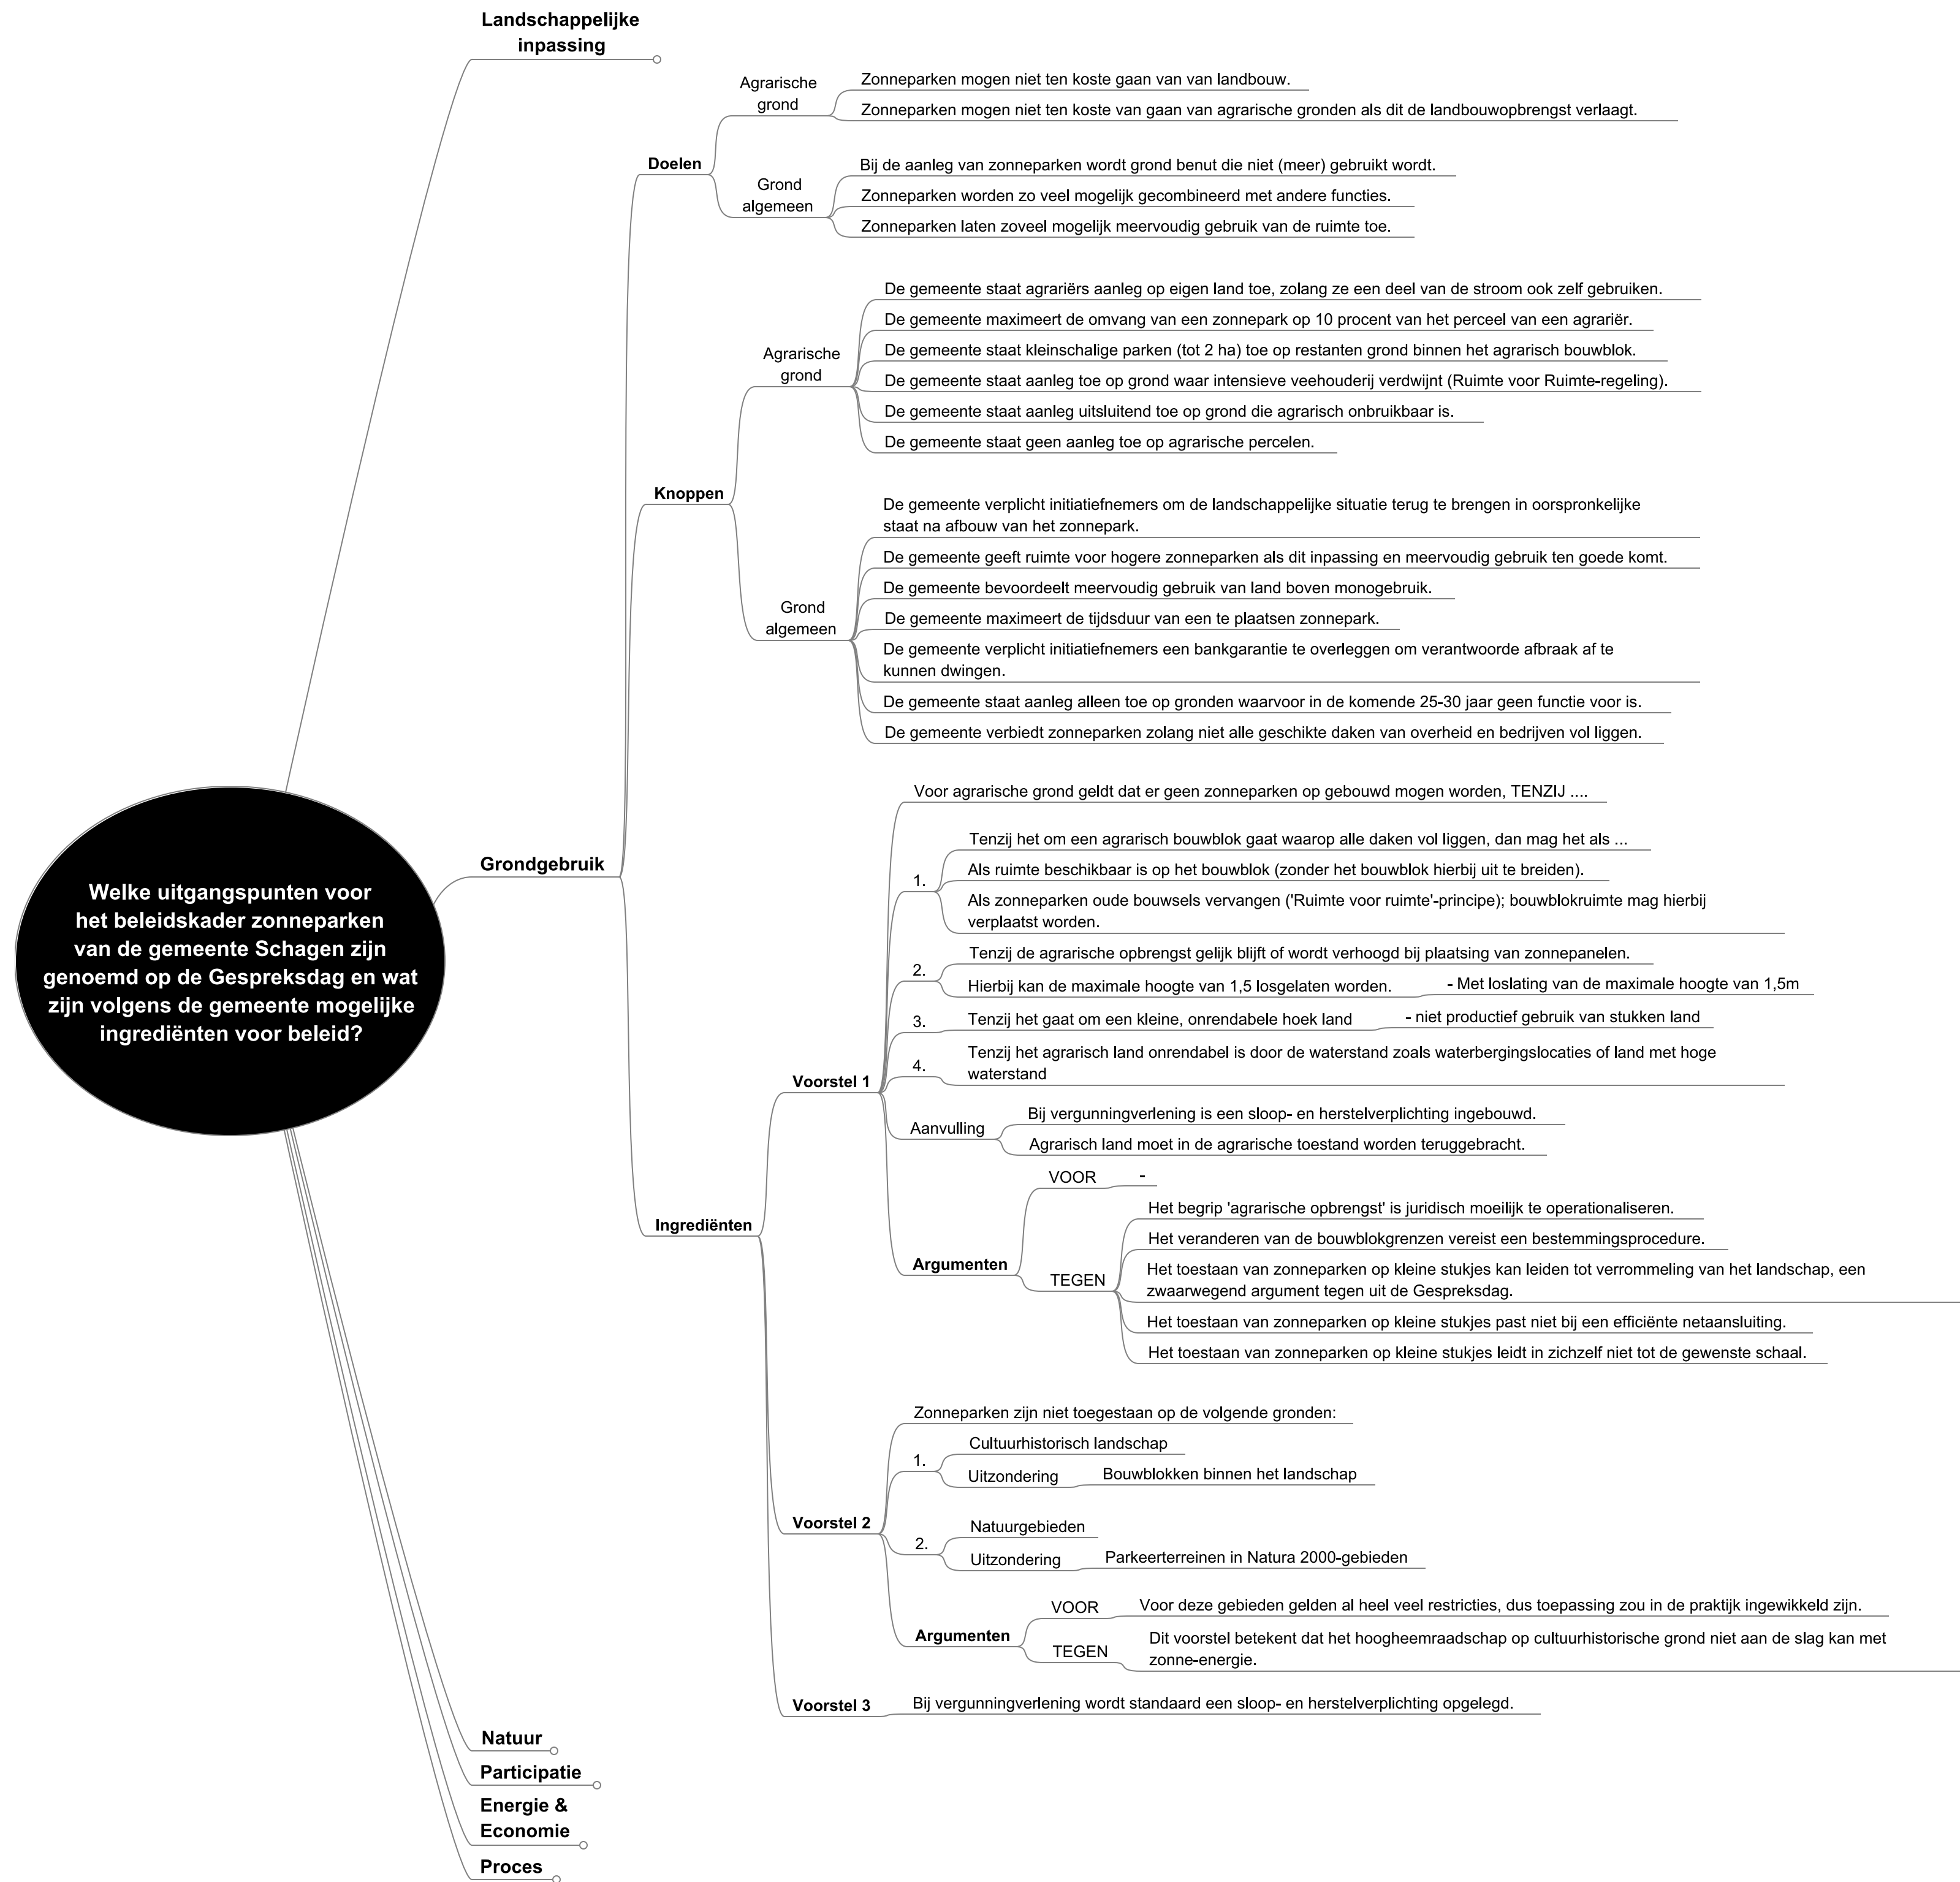 Landschappelijke
inpassing
Welke uitgangspunten voor
het beleidskader zonneparken
van de gemeente Schagen zijn
genoemd op de Gespreksdag en wat
zijn volgens de gemeente mogelijke
ingrediënten voor beleid?
Grondgebruik
Doelen
Agrarische
grond
Zonneparken mogen niet ten koste gaan van van landbouw.
Zonneparken mogen niet ten koste van gaan van agrarische gronden als dit de landbouwopbrengst verlaagt.
Grond
algemeen
Bij de aanleg van zonneparken wordt grond benut die niet (meer) gebruikt wordt.
Zonneparken worden zo veel mogelijk gecombineerd met andere functies.
Zonneparken laten zoveel mogelijk meervoudig gebruik van de ruimte toe.
Knoppen
Agrarische
grond
De gemeente staat agrariërs aanleg op eigen land toe, zolang ze een deel van de stroom ook zelf gebruiken.
De gemeente maximeert de omvang van een zonnepark op 10 procent van het perceel van een agrariër.
De gemeente staat kleinschalige parken (tot 2 ha) toe op restanten grond binnen het agrarisch bouwblok.
De gemeente staat aanleg toe op grond waar intensieve veehouderij verdwijnt (Ruimte voor Ruimte-regeling).
De gemeente staat aanleg uitsluitend toe op grond die agrarisch onbruikbaar is.
De gemeente staat geen aanleg toe op agrarische percelen.
Grond
algemeen
De gemeente verplicht initiatiefnemers om de landschappelijke situatie terug te brengen in oorspronkelijke
staat na afbouw van het zonnepark.
De gemeente geeft ruimte voor hogere zonneparken als dit inpassing en meervoudig gebruik ten goede komt.
De gemeente bevoordeelt meervoudig gebruik van land boven monogebruik.
De gemeente maximeert de tijdsduur van een te plaatsen zonnepark.
De gemeente verplicht initiatiefnemers een bankgarantie te overleggen om verantwoorde afbraak af te
kunnen dwingen.
De gemeente staat aanleg alleen toe op gronden waarvoor in de komende 25-30 jaar geen functie voor is.
De gemeente verbiedt zonneparken zolang niet alle geschikte daken van overheid en bedrijven vol liggen.
Ingrediënten
Voorstel 1
Voor agrarische grond geldt dat er geen zonneparken op gebouwd mogen worden, TENZIJ ....
1.
Tenzij het om een agrarisch bouwblok gaat waarop alle daken vol liggen, dan mag het als ...
Als ruimte beschikbaar is op het bouwblok (zonder het bouwblok hierbij uit te breiden).
Als zonneparken oude bouwsels vervangen ('Ruimte voor ruimte'-principe); bouwblokruimte mag hierbij
verplaatst worden.
2.
Tenzij de agrarische opbrengst gelijk blijft of wordt verhoogd bij plaatsing van zonnepanelen.
Hierbij kan de maximale hoogte van 1,5 losgelaten worden.
- Met loslating van de maximale hoogte van 1,5m
3.
Tenzij het gaat om een kleine, onrendabele hoek land
- niet productief gebruik van stukken land
4.
Tenzij het agrarisch land onrendabel is door de waterstand zoals waterbergingslocaties of land met hoge
waterstand
Aanvulling
Bij vergunningverlening is een sloop- en herstelverplichting ingebouwd.
Agrarisch land moet in de agrarische toestand worden teruggebracht.
Argumenten
VOOR
-
TEGEN
Het begrip 'agrarische opbrengst' is juridisch moeilijk te operationaliseren.
Het veranderen van de bouwblokgrenzen vereist een bestemmingsprocedure.
Het toestaan van zonneparken op kleine stukjes kan leiden tot verrommeling van het landschap, een
zwaarwegend argument tegen uit de Gespreksdag.
Het toestaan van zonneparken op kleine stukjes past niet bij een efficiënte netaansluiting.
Het toestaan van zonneparken op kleine stukjes leidt in zichzelf niet tot de gewenste schaal.
Voorstel 2
Zonneparken zijn niet toegestaan op de volgende gronden:
1.
Cultuurhistorisch landschap
Uitzondering
Bouwblokken binnen het landschap
2.
Natuurgebieden
Uitzondering
Parkeerterreinen in Natura 2000-gebieden
Argumenten
VOOR
Voor deze gebieden gelden al heel veel restricties, dus toepassing zou in de praktijk ingewikkeld zijn.
TEGEN
Dit voorstel betekent dat het hoogheemraadschap op cultuurhistorische grond niet aan de slag kan met
zonne-energie.
Voorstel 3
Bij vergunningverlening wordt standaard een sloop- en herstelverplichting opgelegd.
Natuur
Participatie
Energie &
Economie
Proces